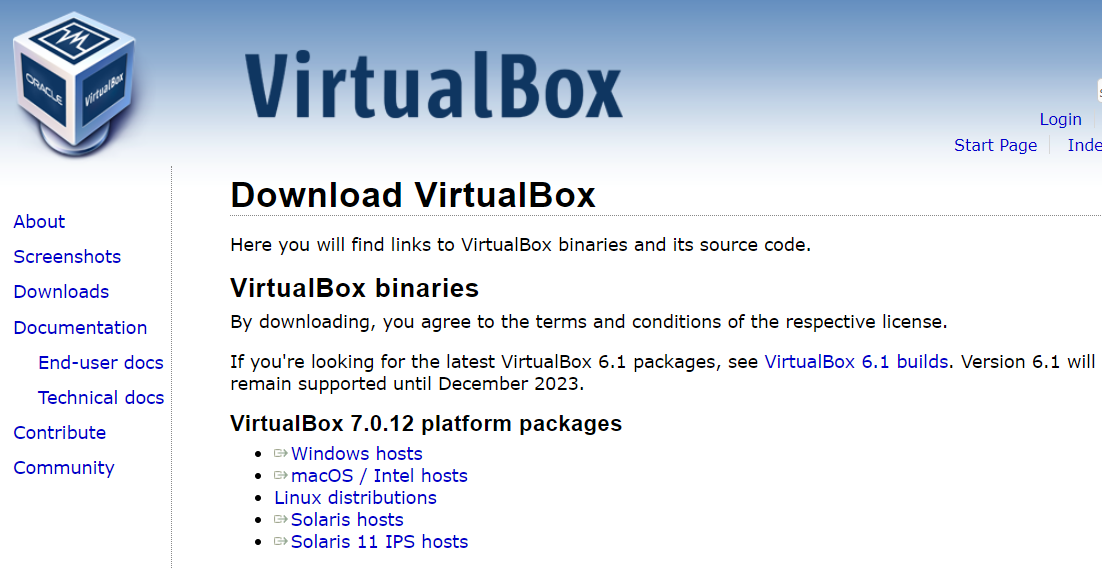 ORACLE
VirtualBox
VirtualBox
Login
Start Page
Inde
Download VirtualBox
About
Screenshots
Downloads
Documentation
End-user docs
Technical docs
Contribute
Community
Here you will find links to VirtualBox binaries and its source code.
VirtualBox binaries
By downloading, you agree to the terms and conditions of the respective license.
If you're looking for the latest VirtualBox 6.1 packages, see VirtualBox 6.1 builds. Version 6.1 will
remain supported until December 2023.
VirtualBox 7.0.12 platform packages
Windows hosts
macOS / Intel hosts
Linux distributions
Solaris hosts
Solaris 11 IPS hosts